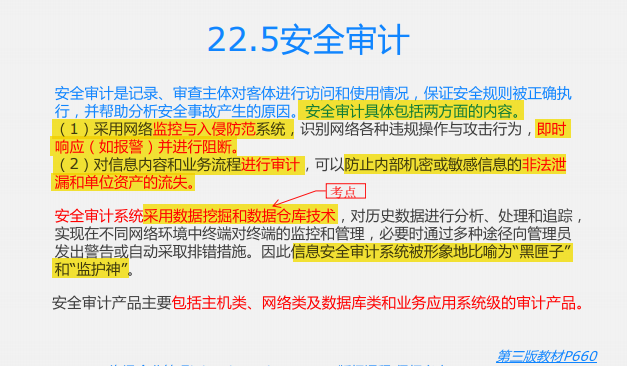 22.5安全审计
安全审计是记录、审查主体对客体进行访问和使用情况，保证安全规则被正确执
行，并帮助分析安全事故产生的原因。安全审计具体包括两方面的内容。
（1）采用网络监控与入侵防范系统，识别网络各种违规操作与攻击行为，即时
响应（如报警）并进行阻断。
（2）对信息内容和业务流程进行审计，可以防止内部机密或敏感信息的非法泄
漏和单位资产的流失。
考点
安全审计系统采用数据挖掘和数据仓库技术，对历史数据进行分析、处理和追踪，
实现在不同网络环境中终端对终端的监控和管理，必要时通过多种途径向管理员
发出警告或自动采取排错措施。因此信息安全审计系统被形象地比喻为“黑匣子”
和“监护神”。
安全审计产品主要包括主机类、网络类及数据库类和业务应用系统级的审计产品。
第三版教材P660